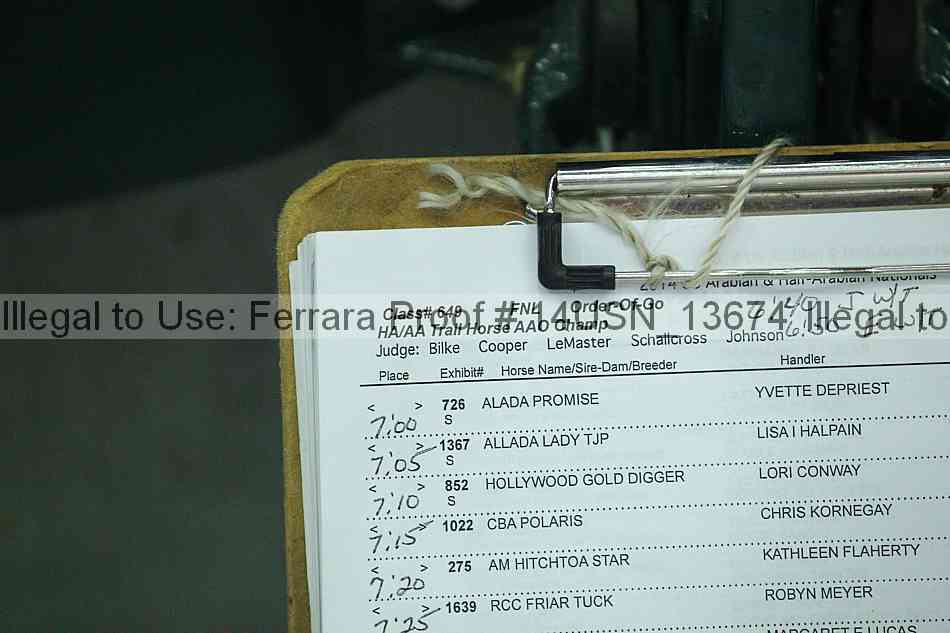 2014 US Arabian & Half-Arabian Nationals
Class# 649 FNL Order-Of-Go
Illegal to Use: Ferrara Proof #14USN_13674 Illegal to
HA/AA Trail Horse AAO Champ
Judge: Bilke Cooper LeMaster Schallcross Johnson
Place Exhibit# Horse Name/Sire-Dam/Breeder Handler
< > 726 ALADA PROMISE YVETTE DEPRIEST
7:00 S
< > 1367 ALLADA LADY TJP LISA I HALPAIN
7:05 S
< > 852 HOLLYWOOD GOLD DIGGER LORI CONWAY
7:10 S
< > 1022 CBA POLARIS CHRIS KORNEGAY
7:15
< > 275 AM HITCHTOA STAR KATHLEEN FLAHERTY
7:20
< > 1639 RCC FRIAR TUCK ROBYN MEYER
7:25
MARGARET E LUCAS